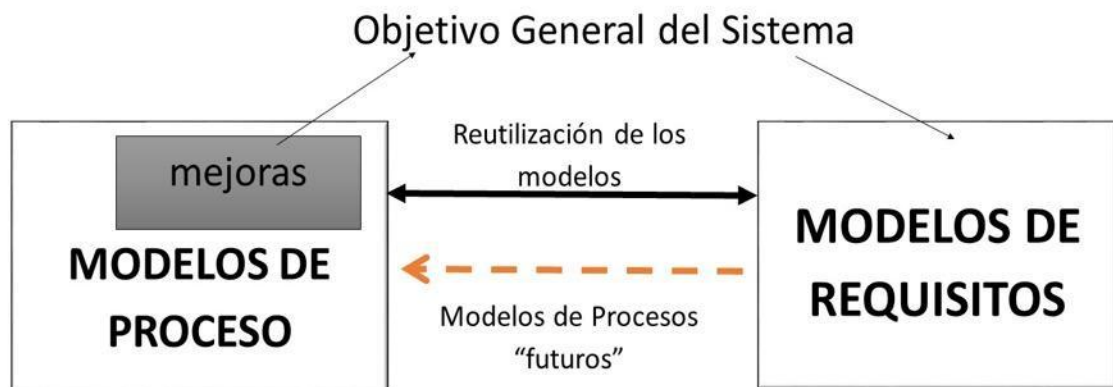 Objetivo General del Sistema
mejoras
MODELOS DE
PROCESO
Reutilización de los
modelos
Modelos de Procesos
“futuros”
MODELOS DE
REQUISITOS